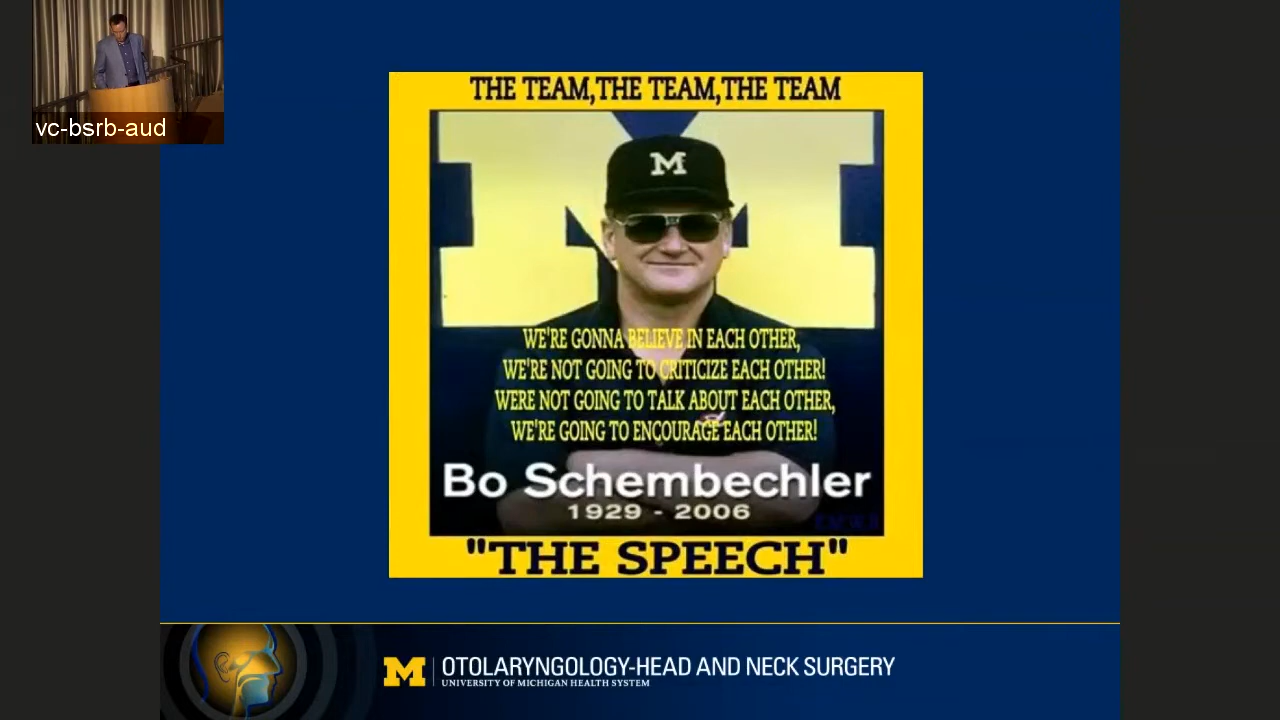 vc-bsrb-aud
THE TEAM,THE TEAM,THE TEAM
M
WE'RE GONNA BELIEVE IN EACH OTHER,
WE'RE NOT GOING TO CRITICIZE EACH OTHER!
WERE NOT GOING TO TALK ABOUT EACH OTHER,
WE'RE GOING TO ENCOURAGE EACH OTHER!
Bo Schembechler
1929 - 2006
"THE SPEECH"
M
OTOLARYNGOLOGY-HEAD AND NECK SURGERY
UNIVERSITY OF MICHIGAN HEALTH SYSTEM